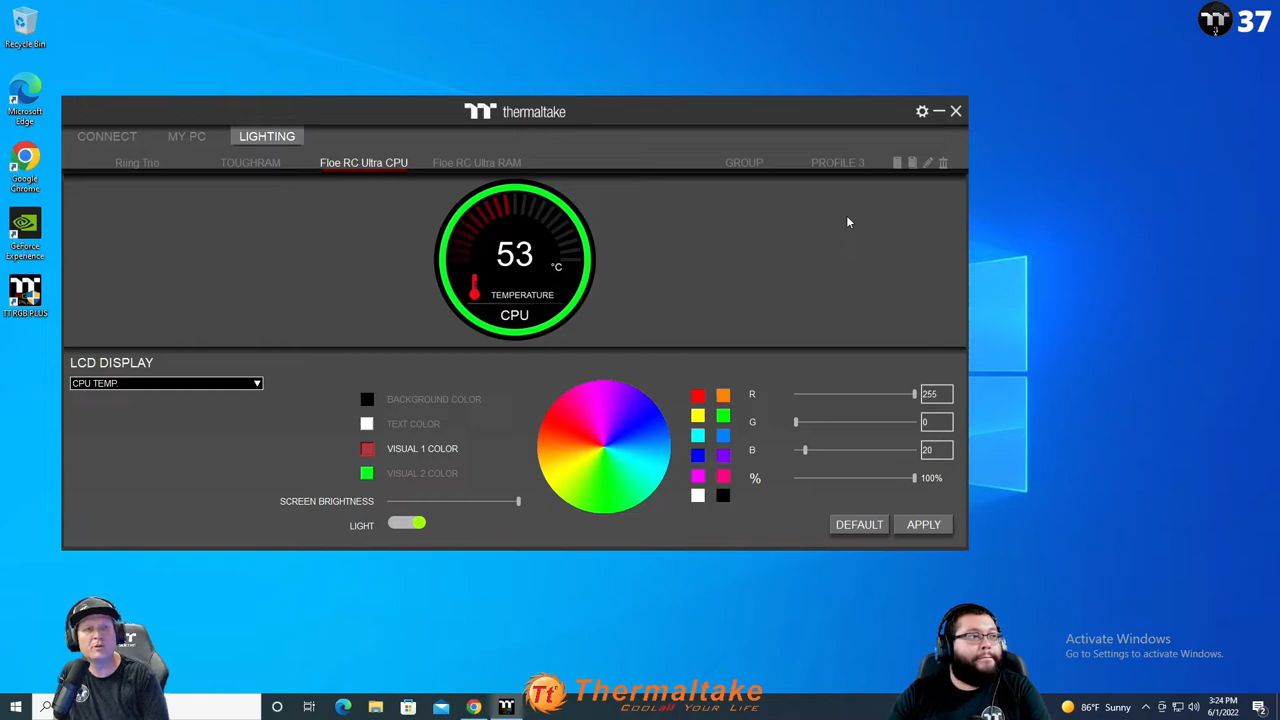 Recycle Bin
Microsoft
Edge
Google
Chrome
GeForce
Experience
TT RGB PLUS
37
thermaltake
CONNECT MY PC LIGHTING
Riing Trio TOUGHRAM Floe RC Ultra CPU Floe RC Ultra RAM GROUP PROFILE 3
53
°C
TEMPERATURE
CPU
LCD DISPLAY
CPU TEMP.
BACKGROUND COLOR
TEXT COLOR
VISUAL 1 COLOR
VISUAL 2 COLOR
SCREEN BRIGHTNESS
LIGHT
R 255
G 0
B 20
% 100%
DEFAULT APPLY
Activate Windows
Go to Settings to activate Windows.
Thermaltake
COOL all YOUR LIFE
86°F Sunny
3:24 PM
6/1/2022